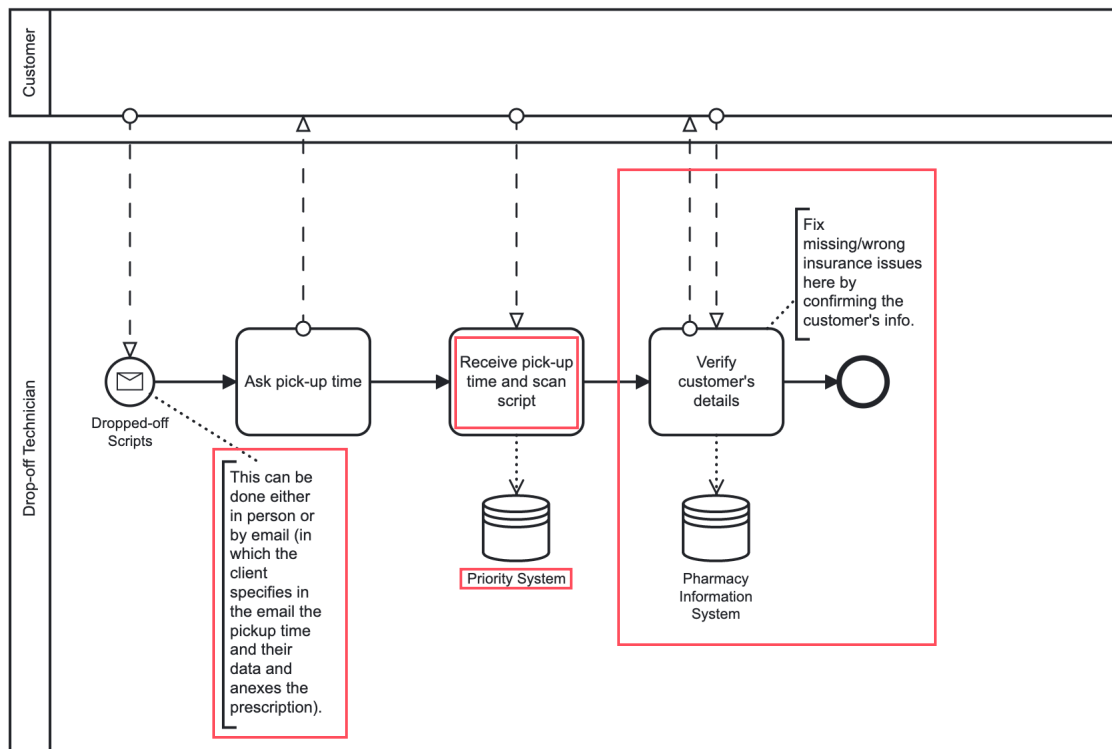 Customer
Drop-off Technician
Dropped-off
Scripts
Ask pick-up time
Receive pick-up
time and scan
script
Verify
customer's
details
Fix
missing/wrong
insurance issues
here by
confirming the
customer's info.
This can be
done either
in person or
by email (in
which the
client
specifies in
the email the
pickup time
and their
data and
anexes the
prescription).
Priority System
Pharmacy
Information
System